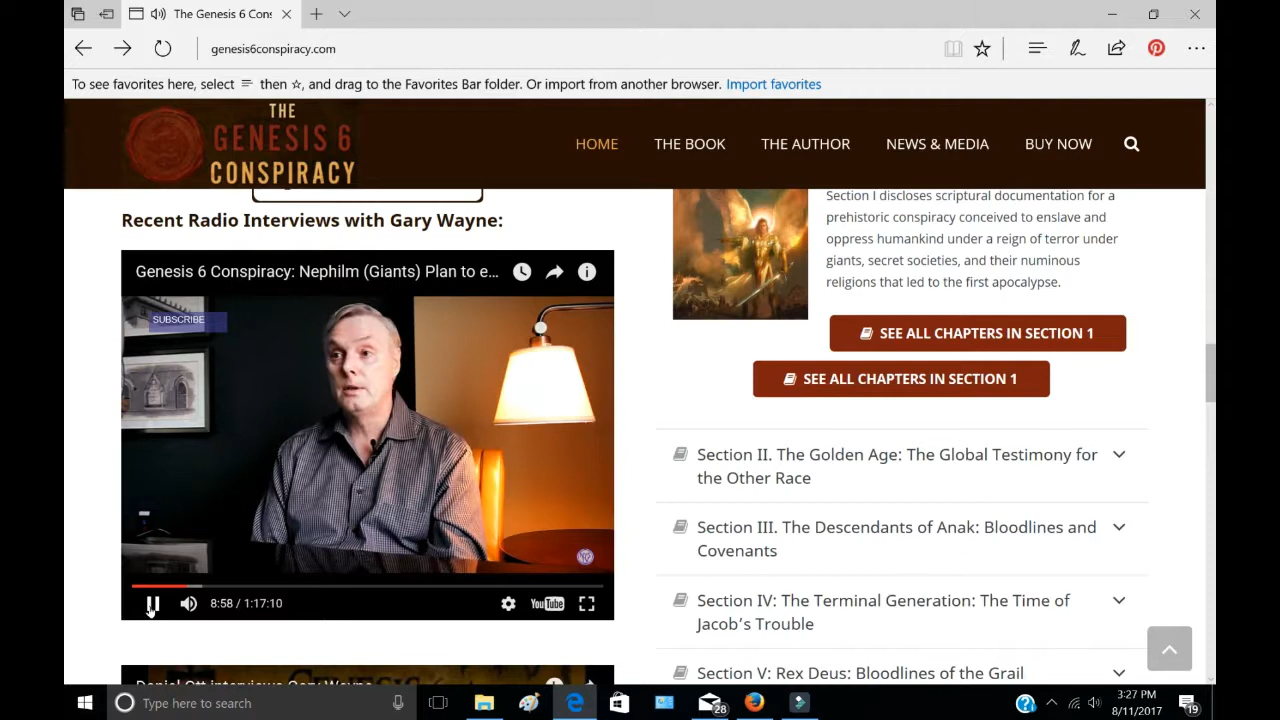 The Genesis 6 Cons
genesis6conspiracy.com
To see favorites here, select then , and drag to the Favorites Bar folder. Or import from another browser. Import favorites
THE
GENESIS 6
CONSPIRACY
HOME
THE BOOK
THE AUTHOR
NEWS & MEDIA
BUY NOW
Recent Radio Interviews with Gary Wayne:
Genesis 6 Conspiracy: Nephilm (Giants) Plan to e...
SUBSCRIBE
8:58 / 1:17:10
YouTube
Daniel Ott interviews Gary Wayne
Section I discloses scriptural documentation for a
prehistoric conspiracy conceived to enslave and
oppress humankind under a reign of terror under
giants, secret societies, and their numinous
religions that led to the first apocalypse.
SEE ALL CHAPTERS IN SECTION 1
SEE ALL CHAPTERS IN SECTION 1
Section II. The Golden Age: The Global Testimony for
the Other Race
Section III. The Descendants of Anak: Bloodlines and
Covenants
Section IV: The Terminal Generation: The Time of
Jacob's Trouble
Section V: Rex Deus: Bloodlines of the Grail
Type here to search
28
3:27 PM
8/11/2017
19